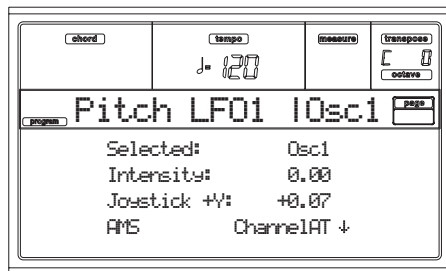 chord tempo measure transpose
♩= 120 C 0
octave
program Pitch LFO1 |Osc1 page
Selected: Osc1
Intensity: 0.00
Joystick +Y: +0.07
AMS ChannelAT ↓